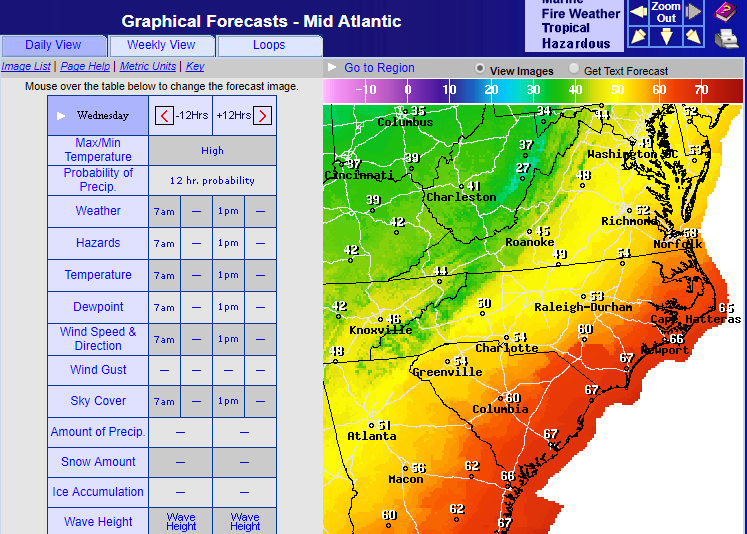 Graphical Forecasts - Mid Atlantic
Marine
Fire Weather
Tropical
Hazardous
Zoom
Out
Daily View
Weekly View
Loops
Image List | Page Help | Metric Units | Key
Go to Region
View Images
Get Text Forecast
Mouse over the table below to change the forecast image.
Wednesday
-12Hrs
+12Hrs
Max/Min
Temperature
High
Probability of
Precip.
12 hr. probability
Weather
7am — 1pm —
Hazards
7am — 1pm —
Temperature
7am — 1pm —
Dewpoint
7am — 1pm —
Wind Speed &
Direction
7am — 1pm —
Wind Gust
— — — —
Sky Cover
7am — 1pm —
Amount of Precip.
— —
Snow Amount
— —
Ice Accumulation
— —
Wave Height
Wave
Height
Wave
Height
-10 0 10 20 30 40 50 60 70
35
Columbus
34
44
52
37
49
Washington DC
53
37
Cincinnati
39
27
48
41
Charleston
39
42
52
Richmond
45
Roanoke
58
Norfolk
42
49
54
44
42
50
53
Raleigh-Durham
65
Cape Hatteras
46
Knoxville
60
66
Newport
54
Charlotte
48
54
Greenville
67
67
60
Columbia
51
Atlanta
67
56
Macon
62
68
60
62
67